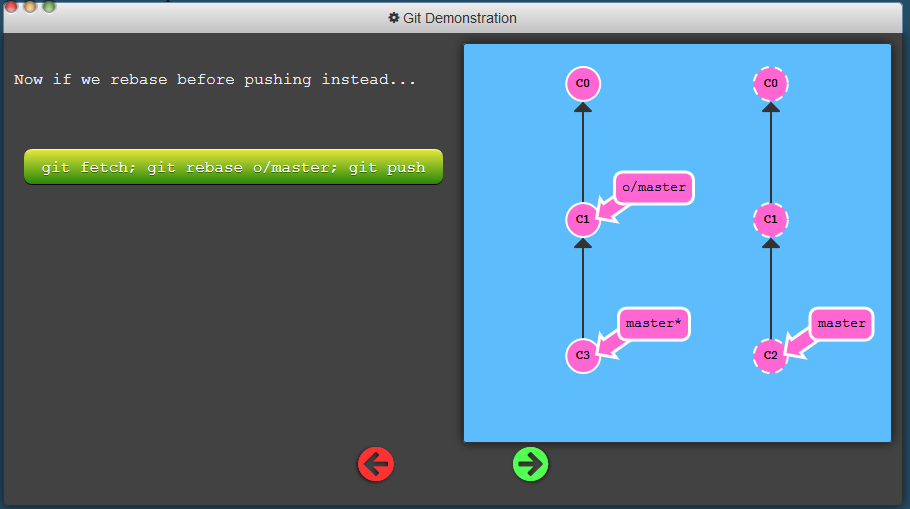 Git Demonstration
Now if we rebase before pushing instead...
git fetch; git rebase o/master; git push
C0
C0
o/master
C1
C1
master*
master
C3
C2